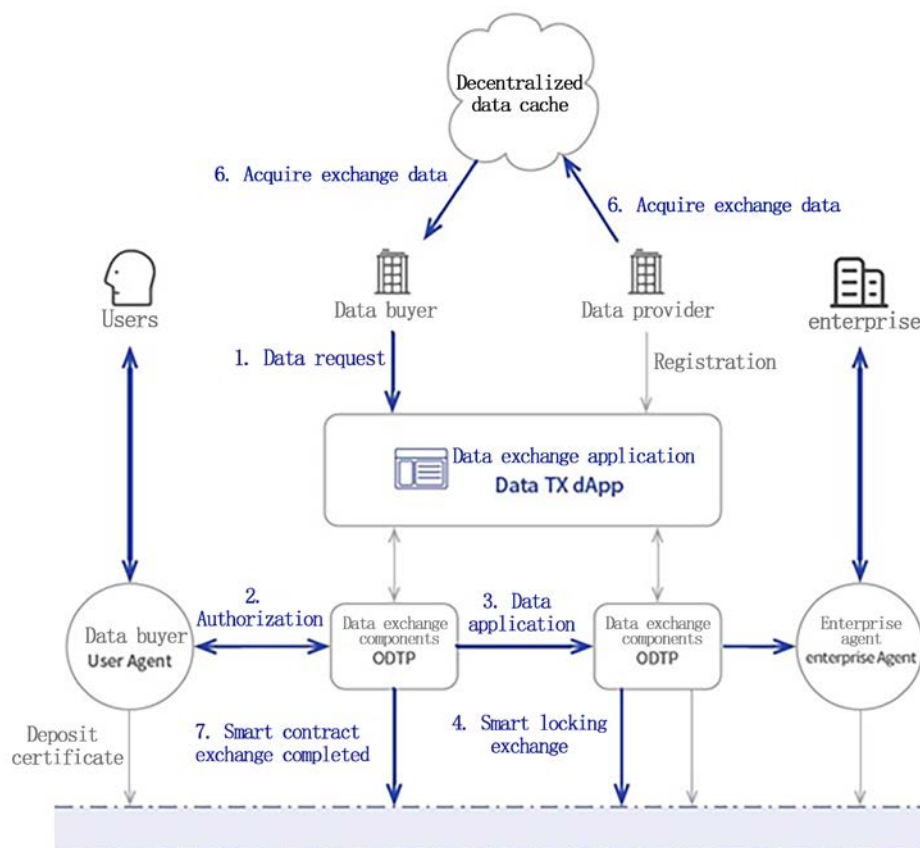 Decentralized
data cache
6. Acquire exchange data
6. Acquire exchange data
Users
Data buyer
Data provider
enterprise
1. Data request
Registration
Data exchange application
Data TX dApp
2.
Authorization
3. Data
application
Data buyer
User Agent
Data exchange
components
ODTP
Data exchange
components
ODTP
Enterprise
agent
enterprise Agent
Deposit
certificate
7. Smart contract
exchange completed
4. Smart locking
exchange